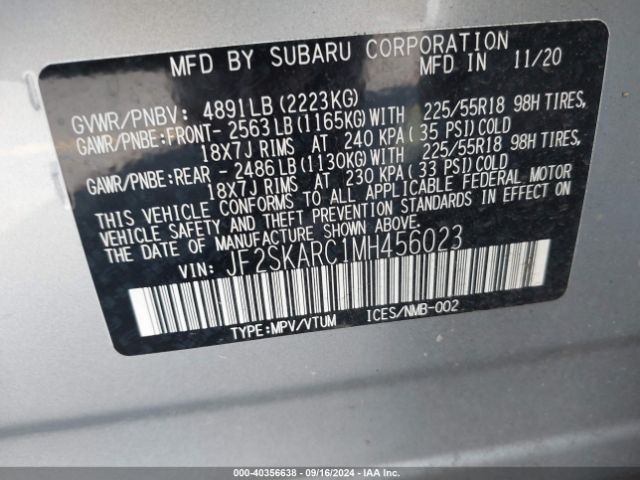 MFD BY SUBARU CORPORATION
MFD IN 11/20
GVWR/PNBV: 4891LB (2223KG)
GAWR/PNBE:FRONT- 2563LB (1165KG)WITH 225/55R18 98H TIRES,
18X7J RIMS AT 240 KPA (35 PSI)COLD
GAWR/PNBE:REAR - 2486LB (1130KG)WITH 225/55R18 98H TIRES,
18X7J RIMS AT 230 KPA (33 PSI)COLD
THIS VEHICLE CONFORMS TO ALL APPLICABLE FEDERAL MOTOR
VEHICLE SAFETY AND THEFT PREVENTION STANDARDS IN EFFECT
ON THE DATE OF MANUFACTURE SHOWN ABOVE.
VIN: JF2SKARC1MH456023
TYPE:MPV/VTUM ICES/NMB-002
000-40356638 - 09/16/2024 - IAA Inc.